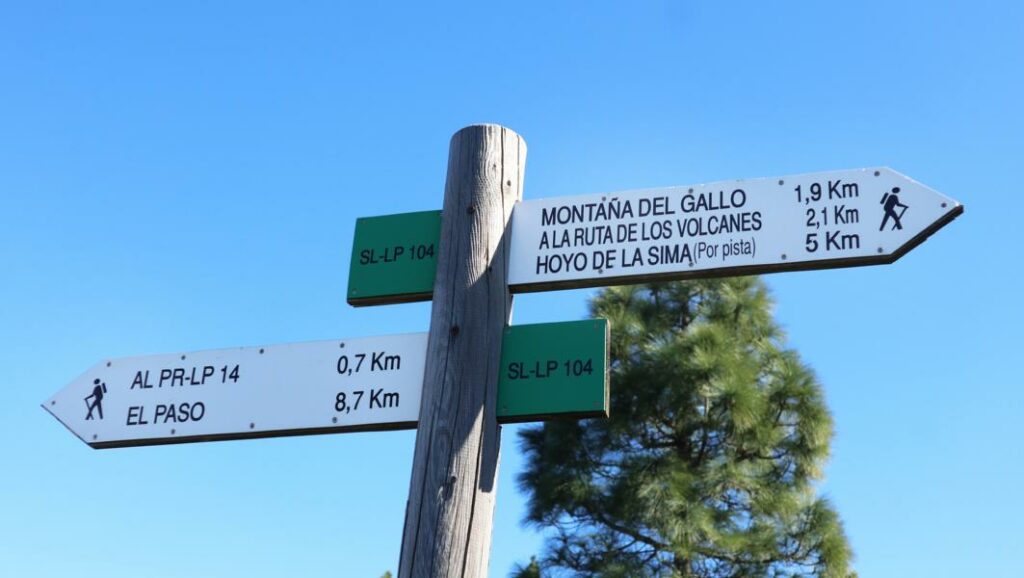 SL-LP 104
MONTAÑA DEL GALLO 1,9 Km
A LA RUTA DE LOS VOLCANES 2,1 Km
HOYO DE LA SIMA (Por pista) 5 Km
AL PR-LP 14 0,7 Km
EL PASO 8,7 Km
SL-LP 104